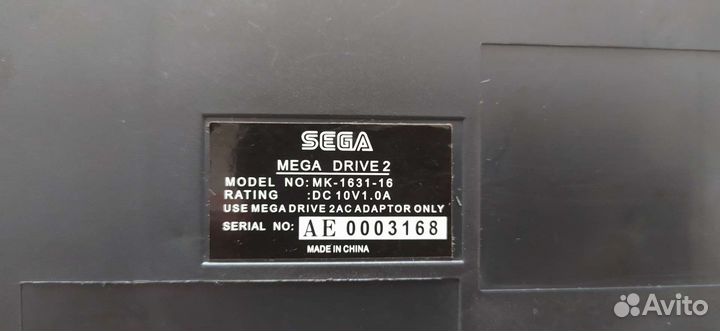 SEGA
MEGA DRIVE 2
MODEL NO: MK-1631-16
RATING :DC 10V1.0A
USE MEGA DRIVE 2AC ADAPTOR ONLY
SERIAL NO: AE 0003168
MADE IN CHINA
Avito